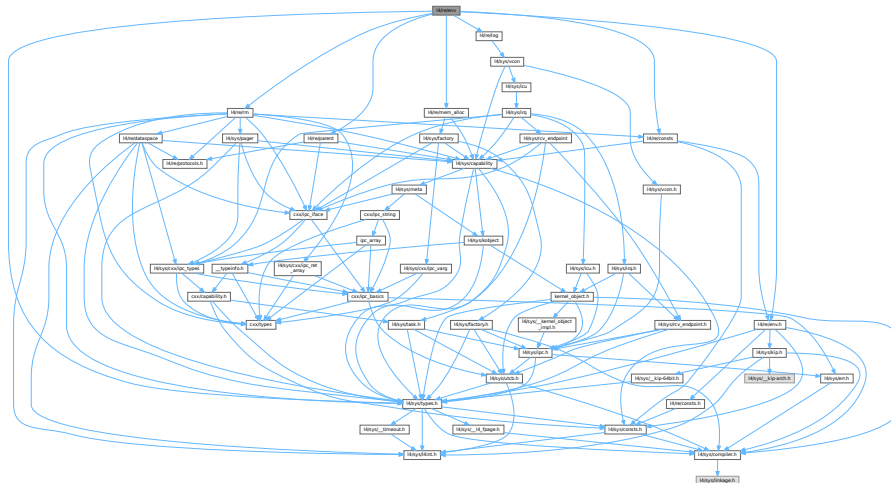 l4/re/env
l4/re/log
l4/sys/vcon
l4/sys/icu
l4/re/rm
l4/re/mem_alloc
l4/sys/irq
l4/re/dataspace
l4/sys/pager
l4/re/parent
l4/sys/factory
l4/sys/rcv_endpoint
l4/re/consts
l4/re/protocols.h
l4/sys/capability
l4/sys/meta
l4/sys/vcon.h
cxx/ipc_iface
cxx/ipc_string
ipc_array
l4/sys/kobject
l4/sys/cxx/ipc_types
__typeinfo.h
l4/sys/cxx/ipc_ret
_array
l4/sys/cxx/ipc_varg
l4/sys/icu.h
l4/sys/irq.h
cxx/capability.h
cxx/ipc_basics
kernel_object.h
cxx/types
l4/sys/task.h
l4/sys/factory.h
l4/sys/__kernel_object
_impl.h
l4/sys/rcv_endpoint.h
l4/re/env.h
l4/sys/ipc.h
l4/sys/kip.h
l4/sys/utcb.h
l4/sys/__kip-64bit.h
l4/sys/__kip-arch.h
l4/sys/err.h
l4/sys/types.h
l4/re/consts.h
l4/sys/__timeout.h
l4/sys/__l4_fpage.h
l4/sys/consts.h
l4/sys/l4int.h
l4/sys/compiler.h
l4/sys/linkage.h